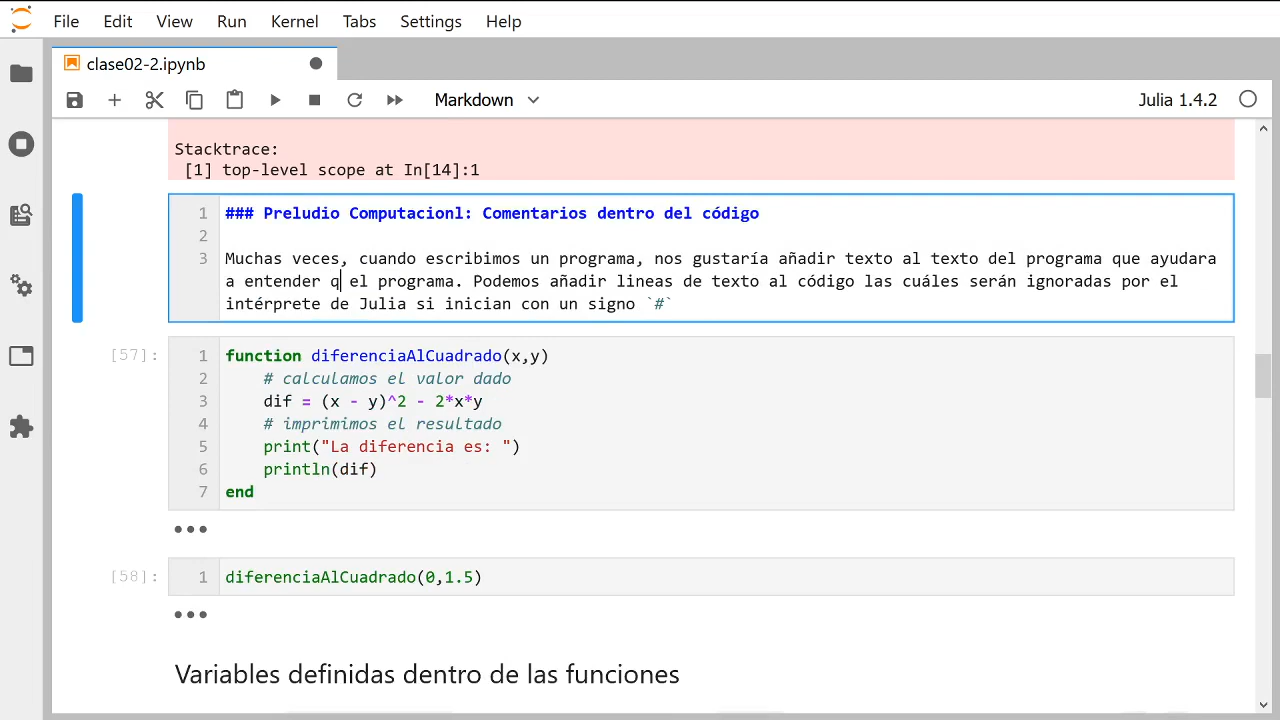 File Edit View Run Kernel Tabs Settings Help
clase02-2.ipynb
Markdown
Julia 1.4.2
Stacktrace:
[1] top-level scope at In[14]:1
1 ### Preludio Computacionl: Comentarios dentro del código
2
3 Muchas veces, cuando escribimos un programa, nos gustaría añadir texto al texto del programa que ayudara
a entender q el programa. Podemos añadir lineas de texto al código las cuáles serán ignoradas por el
intérprete de Julia si inician con un signo `#`
[57]: 1 function diferenciaAlCuadrado(x,y)
2 # calculamos el valor dado
3 dif = (x - y)^2 - 2*x*y
4 # imprimimos el resultado
5 print("La diferencia es: ")
6 println(dif)
7 end
•••
[58]: 1 diferenciaAlCuadrado(0,1.5)
•••
Variables definidas dentro de las funciones